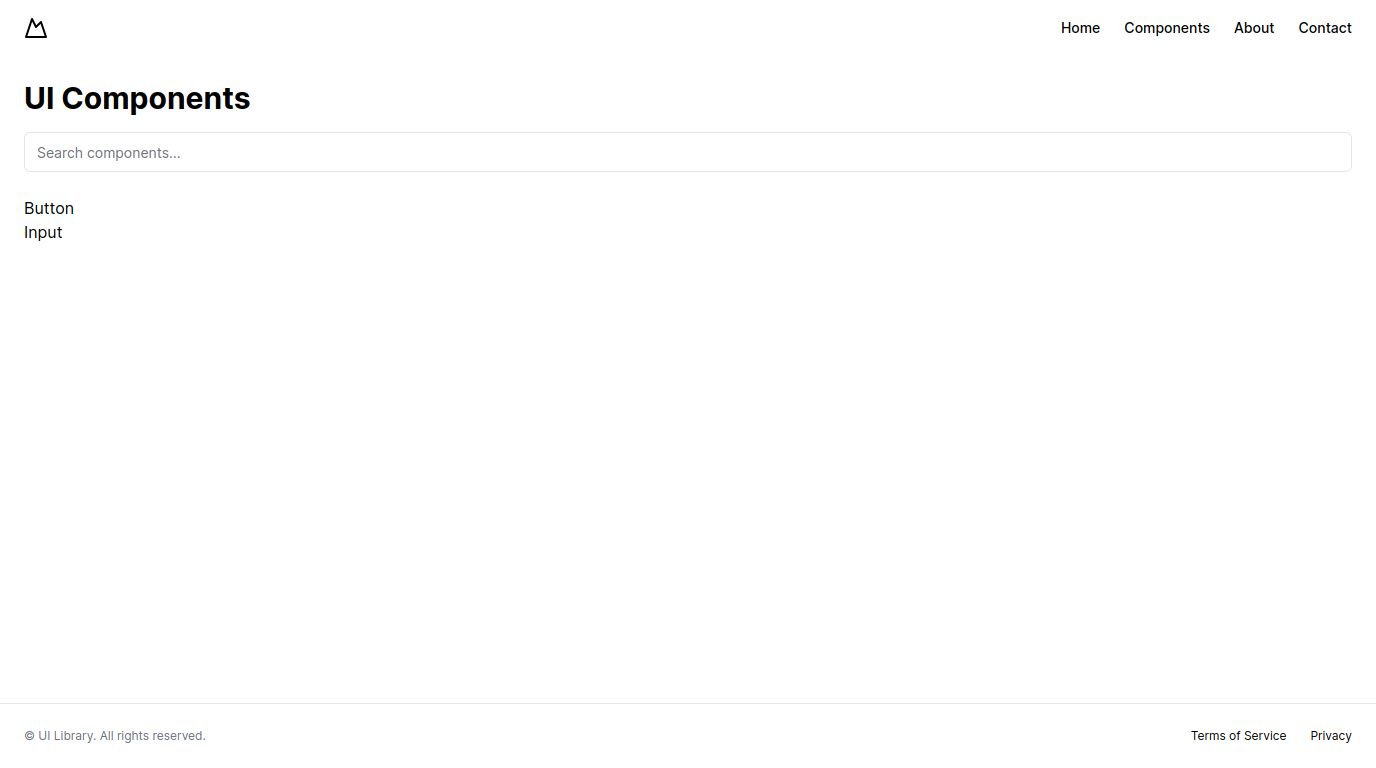 Home Components About Contact
UI Components
Search components...
Button
Input
© UI Library. All rights reserved.
Terms of Service Privacy